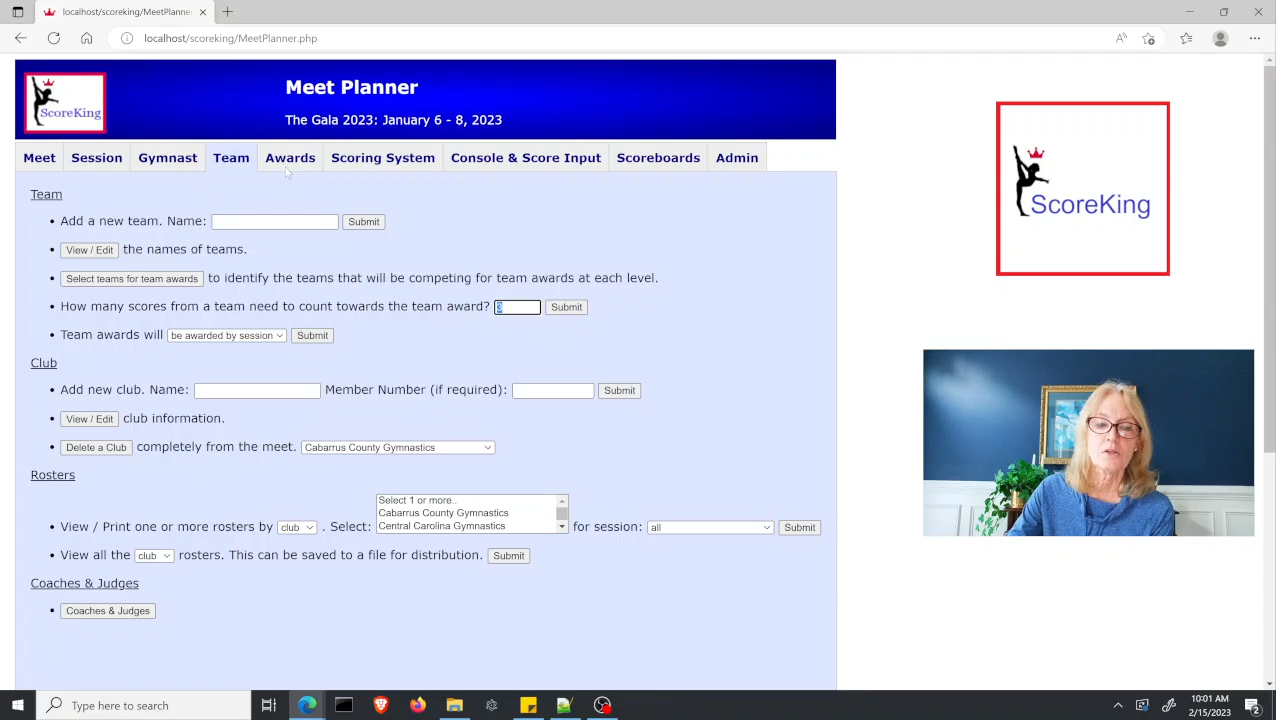 localhost/scoreking/MeetPlanner
localhost/scoreking/MeetPlanner.php
ScoreKing
Meet Planner
The Gala 2023: January 6 - 8, 2023
Meet Session Gymnast Team Awards Scoring System Console & Score Input Scoreboards Admin
Team
• Add a new team. Name: Submit
• View / Edit the names of teams.
• Select teams for team awards to identify the teams that will be competing for team awards at each level.
• How many scores from a team need to count towards the team award? 3 Submit
• Team awards will be awarded by session Submit
Club
• Add new club. Name: Member Number (if required): Submit
• View / Edit club information.
• Delete a Club completely from the meet. Cabarrus County Gymnastics
Rosters
Select 1 or more..
Cabarrus County Gymnastics
Central Carolina Gymnastics
• View / Print one or more rosters by club . Select: for session: all Submit
• View all the club rosters. This can be saved to a file for distribution. Submit
Coaches & Judges
• Coaches & Judges
ScoreKing
Type here to search
10:01 AM
2/15/2023
2